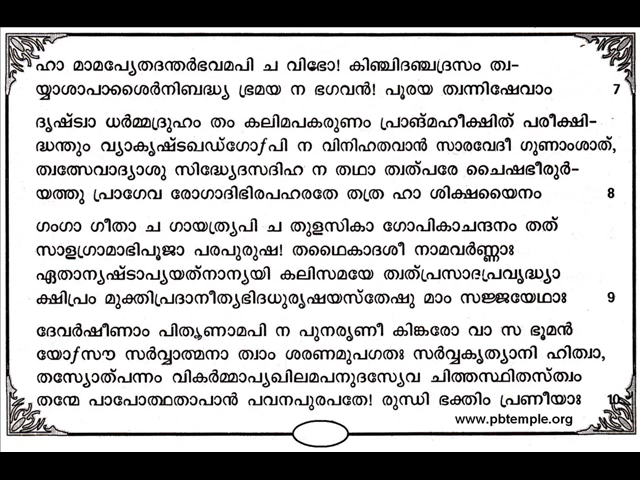 ഹാ മാമപ്യേതദന്തർഭവമപി ച വിഭോ! കിഞ്ചിദഞ്ചദ്രസം ത്വ-
യ്യാശാപാശൈർനിബദ്ധ്യ ഭ്രമയ ന ഭഗവൻ! പൂരയ ത്വന്നിഷേവാം 7
ദൃഷ്ട്വാ ധർമ്മദ്രുഹം തം കലിമപകരുണം പ്രാങ്മഹീക്ഷിത് പരീക്ഷി-
ദ്ധന്തും വ്യാകൃഷ്ടഖഡ്ഗോƒപി ന വിനിഹതവാൻ സാരവേദീ ഗുണാംശാത്,
ത്വത്സേവാദ്യാശു സിദ്ധ്യേദസദിഹ ന തഥാ ത്വത്പരേ ചൈഷഭീരുർ-
യത്തു പ്രാഗേവ രോഗാദിഭിരപഹരതേ തത്ര ഹാ ശിക്ഷയൈനം 8
ഗംഗാ ഗീതാ ച ഗായത്ര്യപി ച തുളസികാ ഗോപികാചന്ദനം തത്
സാളഗ്രാമാഭിപൂജാ പരപുരുഷ! തഥൈകാദശീ നാമവർണ്ണാഃ
ഏതാന്യഷ്ടാപ്യയത്നാന്യയി കലിസമയേ ത്വത്പ്രസാദപ്രവൃദ്ധ്യാ
ക്ഷിപ്രം മുക്തിപ്രദാനീത്യഭിദധുരൃഷയസ്തേഷു മാം സജ്ജയേഥാഃ 9
ദേവർഷീണാം പിതൃണാമപി ന പുനരൃണീ കിങ്കരോ വാ സ ഭൂമൻ
യോƒസൗ സർവ്വാത്മനാ ത്വാം ശരണമുപഗതഃ സർവ്വകൃത്യാനി ഹിത്വാ,
തസ്യോത്പന്നം വികർമ്മാപ്യഖിലമപനുദസ്യേവ ചിത്തസ്ഥിതസ്ത്വം
തന്മേ പാപോത്ഥതാപാൻ പവനപുരപതേ! രുന്ധി ഭക്തിം പ്രണീയാഃ 10
www.pbtemple.org